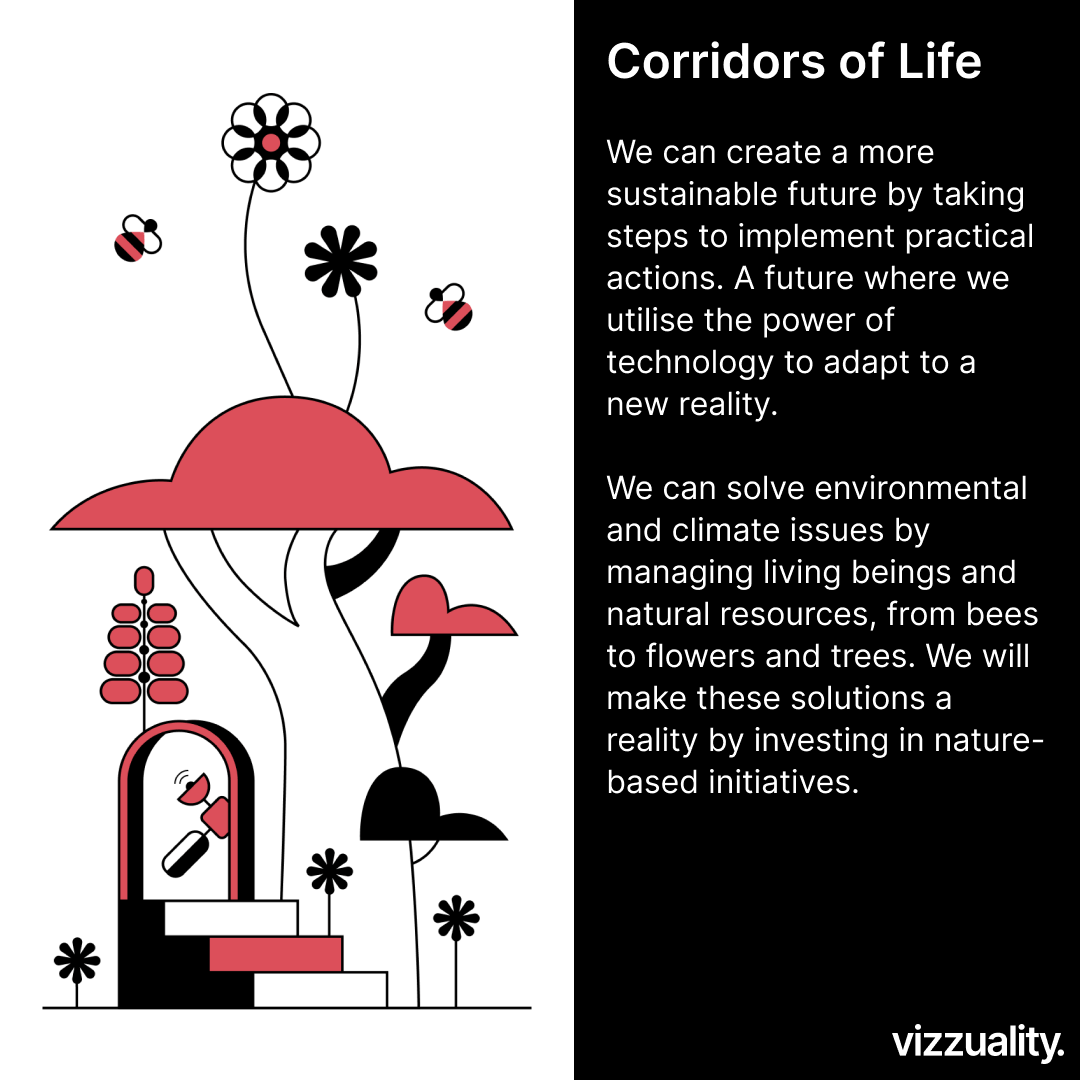 Corridors of Life
We can create a more
sustainable future by taking
steps to implement practical
actions. A future where we
utilise the power of
technology to adapt to a
new reality.
We can solve environmental
and climate issues by
managing living beings and
natural resources, from bees
to flowers and trees. We will
make these solutions a
reality by investing in nature-
based initiatives.
vizzuality.